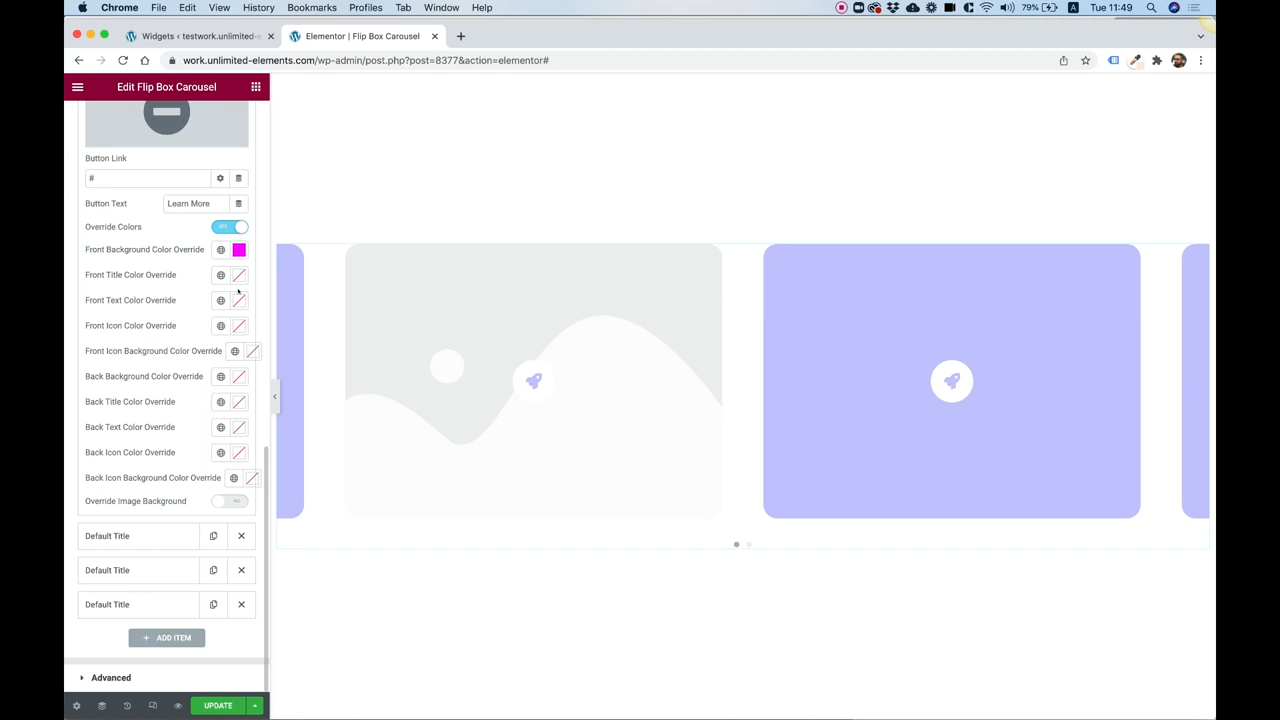 Chrome File Edit View History Bookmarks Profiles Tab Window Help 79% A Tue 11:49
Widgets ‹ testwork.unlimited-e
Elementor | Flip Box Carousel
work.unlimited-elements.com/wp-admin/post.php?post=8377&action=elementor#
Edit Flip Box Carousel
Button Link
#
Button Text Learn More
Override Colors YES
Front Background Color Override
Front Title Color Override
Front Text Color Override
Front Icon Color Override
Front Icon Background Color Override
Back Background Color Override
Back Title Color Override
Back Text Color Override
Back Icon Color Override
Back Icon Background Color Override
Override Image Background NO
Default Title
Default Title
Default Title
+ ADD ITEM
Advanced
UPDATE